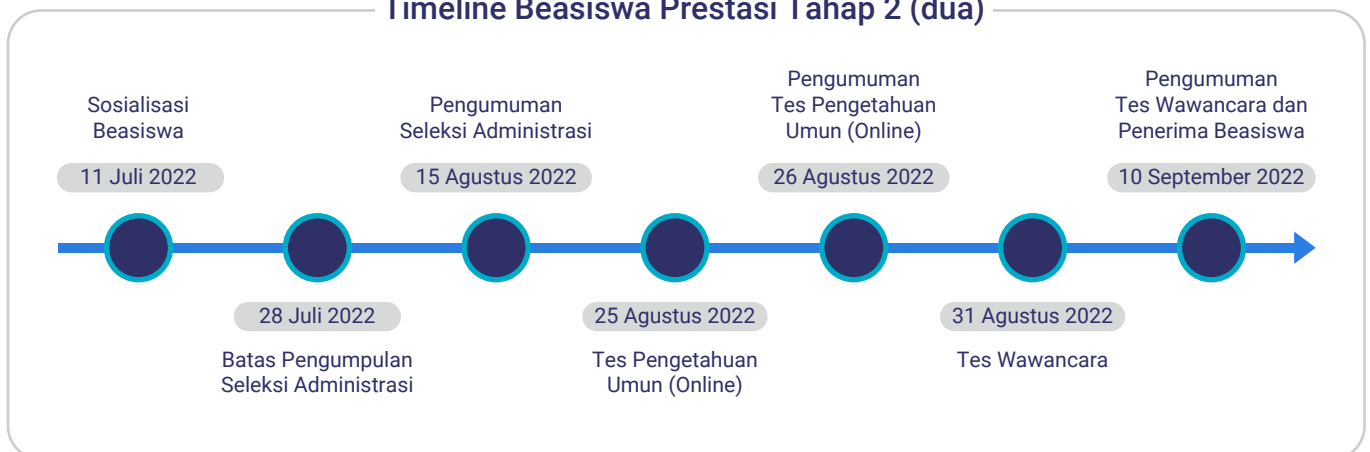 Timeline Beasiswa Prestasi Tahap 2 (dua)
Sosialisasi
Beasiswa
11 Juli 2022
28 Juli 2022
Batas Pengumpulan
Seleksi Administrasi
Pengumuman
Seleksi Administrasi
15 Agustus 2022
25 Agustus 2022
Tes Pengetahuan
Umun (Online)
Pengumuman
Tes Pengetahuan
Umun (Online)
26 Agustus 2022
31 Agustus 2022
Tes Wawancara
Pengumuman
Tes Wawancara dan
Penerima Beasiswa
10 September 2022